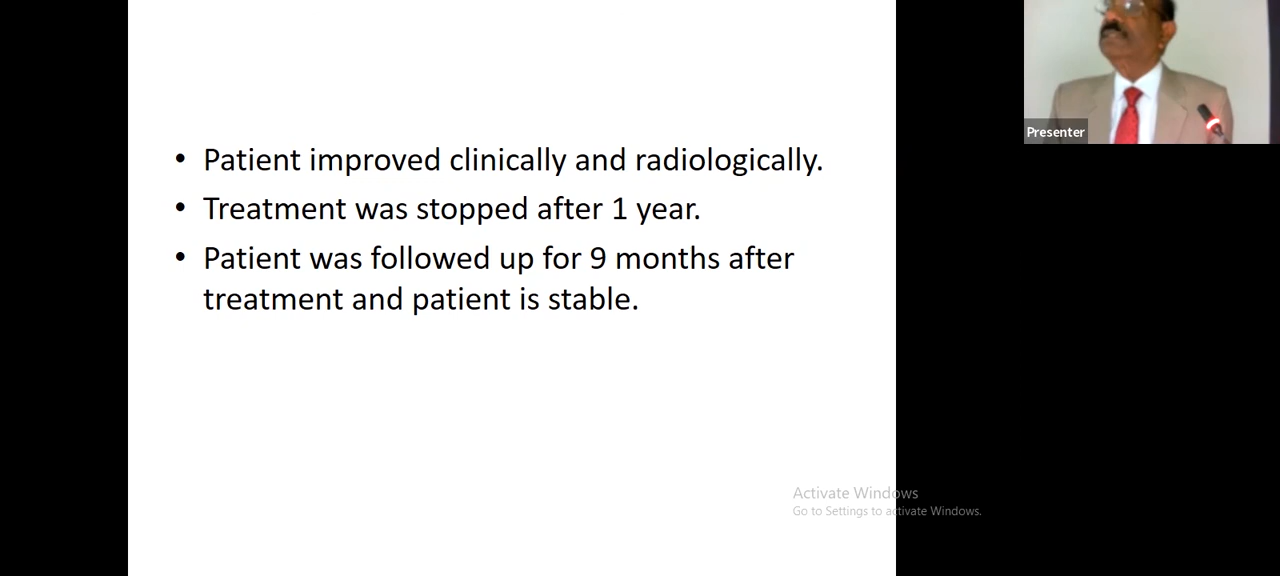 • Patient improved clinically and radiologically.
• Treatment was stopped after 1 year.
• Patient was followed up for 9 months after
treatment and patient is stable.
Presenter
Activate Windows
Go to Settings to activate Windows.